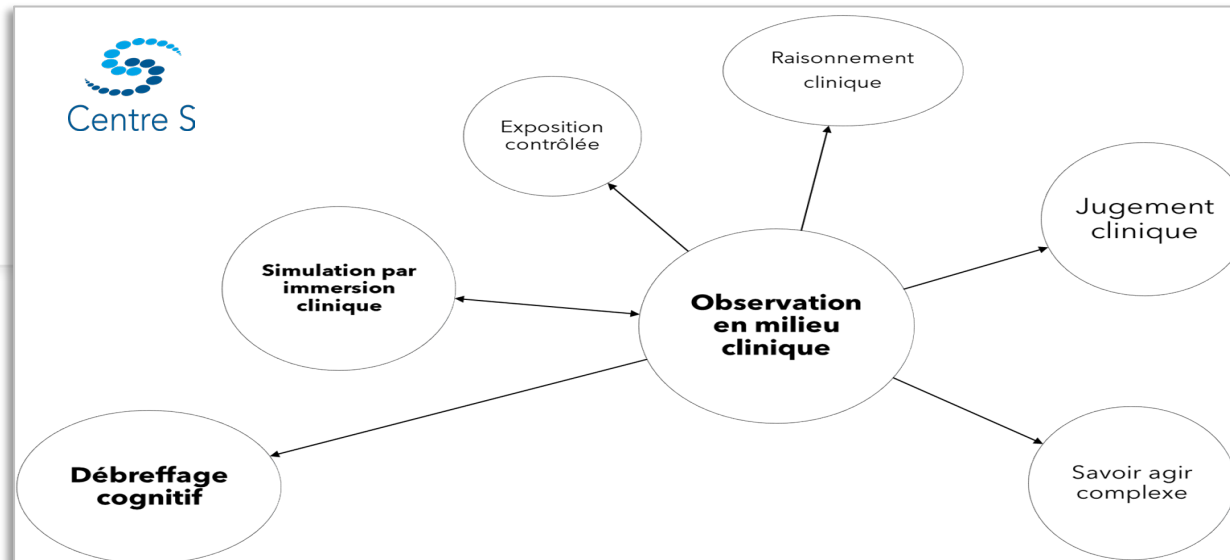 Centre S
Raisonnement
clinique
Exposition
contrôlée
Jugement
clinique
Simulation par
immersion
clinique
Observation
en milieu
clinique
Débreffage
cognitif
Savoir agir
complexe